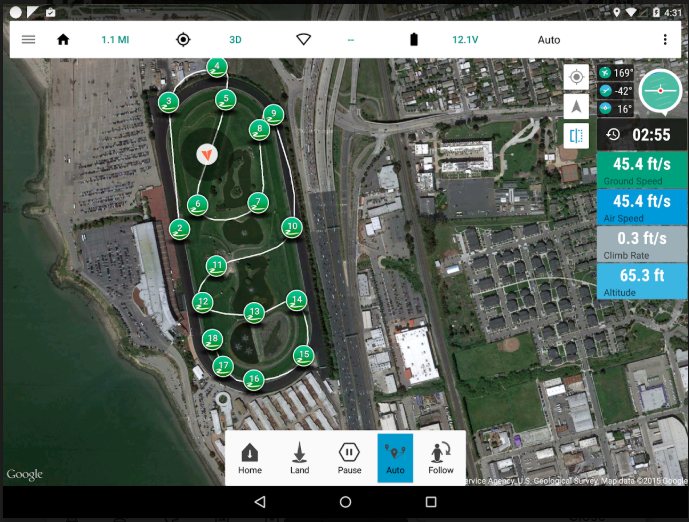 4:31
1.1 MI
3D
--
12.1V
Auto
169°
-42°
16°
02:55
45.4 ft/s
Ground Speed
45.4 ft/s
Air Speed
0.3 ft/s
Climb Rate
65.3 ft
Altitude
4
3
5
9
8
6
7
2
10
11
12
13
14
18
17
16
15
Home
Land
Pause
Auto
Follow
Google
ervice Agency, U.S. Geological Survey, Map data ©2015 Google